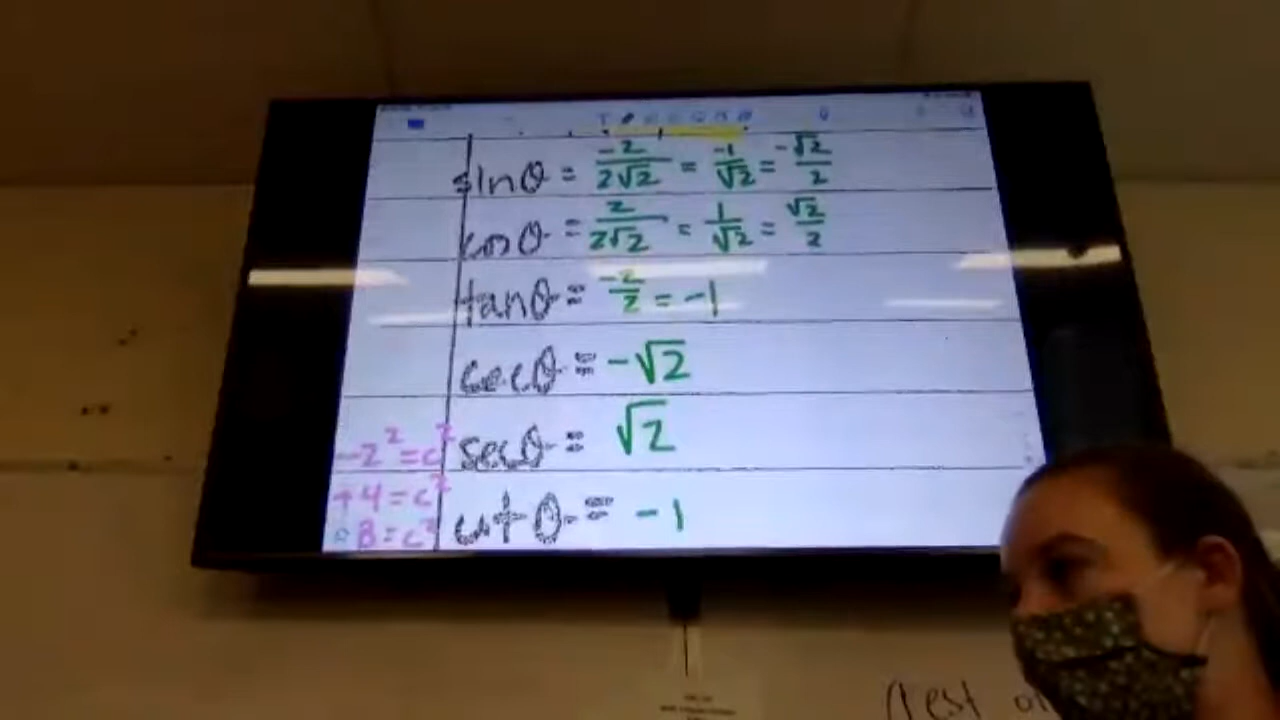 sinθ = -2/2√2 = -1/√2 = -√2/2
cosθ = 2/2√2 = 1/√2 = √2/2
tanθ = -2/2 = -1
cscθ = -√2
secθ = √2
cotθ = -1
-2² = c²
+4 = c²
8 = c²
(Test